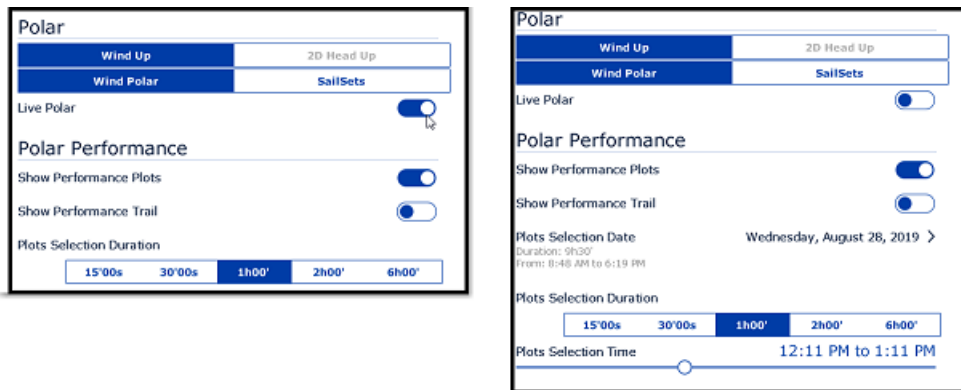 Polar
Wind Up 2D Head Up
Wind Polar SailSets
Live Polar
Polar Performance
Show Performance Plots
Show Performance Trail
Plots Selection Duration
15'00s 30'00s 1h00' 2h00' 6h00'
Polar
Wind Up 2D Head Up
Wind Polar SailSets
Live Polar
Polar Performance
Show Performance Plots
Show Performance Trail
Plots Selection Date Wednesday, August 28, 2019 >
Duration: 9h30'
From: 8:48 AM to 6:19 PM
Plots Selection Duration
15'00s 30'00s 1h00' 2h00' 6h00'
Plots Selection Time 12:11 PM to 1:11 PM